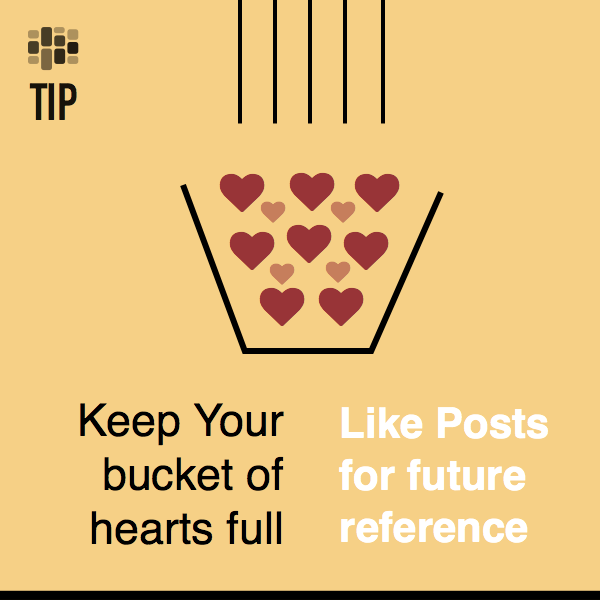 TIP
Keep Your
bucket of
hearts full
Like Posts
for future
reference